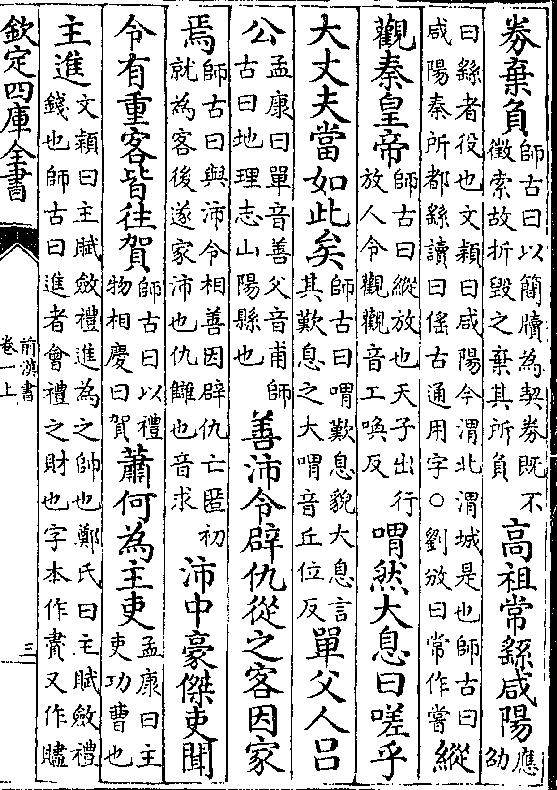 券棄負師古曰以簡牘為契券既不徵索故折毀之棄其所負高祖常繇咸陽應劭
曰繇者役也文穎曰咸陽今渭北渭城是也師古曰咸陽秦所都繇讀曰傜古通用字○劉攽曰常作嘗縱
觀秦皇帝師古曰縱放也天子出行放人令觀觀音工喚反喟然大息曰嗟乎
大丈夫當如此矣師古曰喟歎息貌大息言其歎息之大喟音丘位反單父人呂
公孟康曰單音善父音甫師古曰地理志山陽縣也善沛令辟仇從之客因家
焉師古曰與沛令相善因辟仇亡匿初就為客後遂家沛也仇讎也音求沛中豪傑吏聞
令有重客皆往賀師古曰以禮物相慶曰賀蕭何為主吏孟康曰主吏功曹也
主進文穎曰主賦斂禮進為之帥也鄭氏曰主賦斂禮錢也師古曰進者會禮之財也字本作賮又作贐
欽定四庫全書
前漢書
卷一上
三